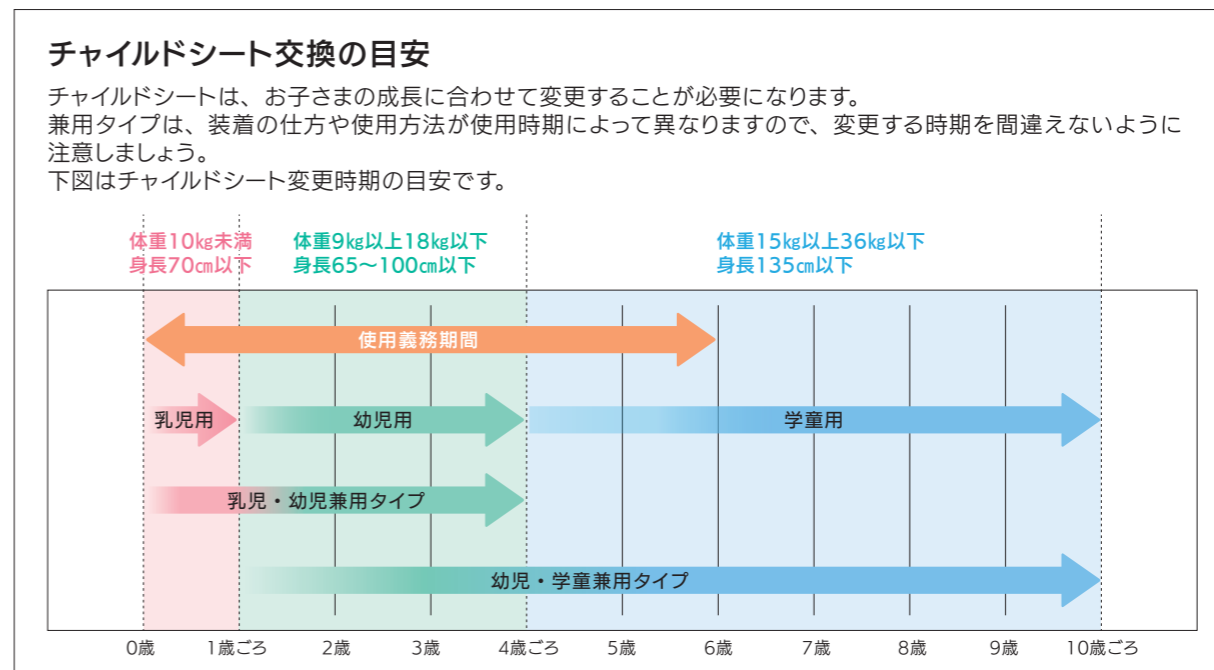 チャイルドシート交換の目安
チャイルドシートは、お子さまの成長に合わせて変更することが必要になります。
兼用タイプは、装着の仕方や使用方法が使用時期によって異なりますので、変更する時期を間違えないように
注意しましょう。
下図はチャイルドシート変更時期の目安です。
体重10kg未満
身長70cm以下
体重9kg以上18kg以下
身長65～100cm以下
体重15kg以上36kg以下
身長135cm以下
使用義務期間
乳児用
幼児用
学童用
乳児・幼児兼用タイプ
幼児・学童兼用タイプ
0歳 1歳ごろ 2歳 3歳 4歳ごろ 5歳 6歳 7歳 8歳 9歳 10歳ごろ